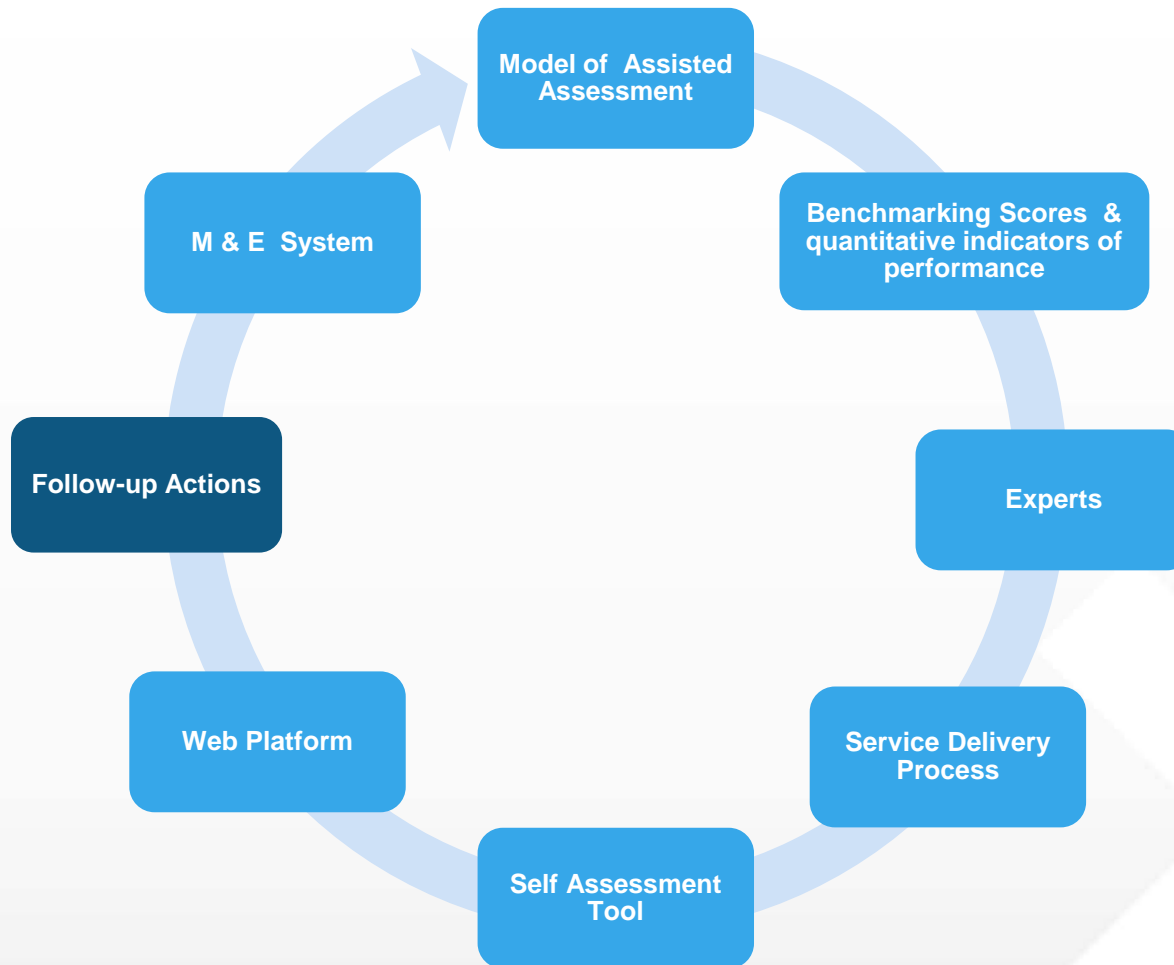 Model of Assisted
Assessment
Benchmarking Scores &
quantitative indicators of
performance
Experts
Service Delivery
Process
Self Assessment
Tool
Web Platform
Follow-up Actions
M & E System